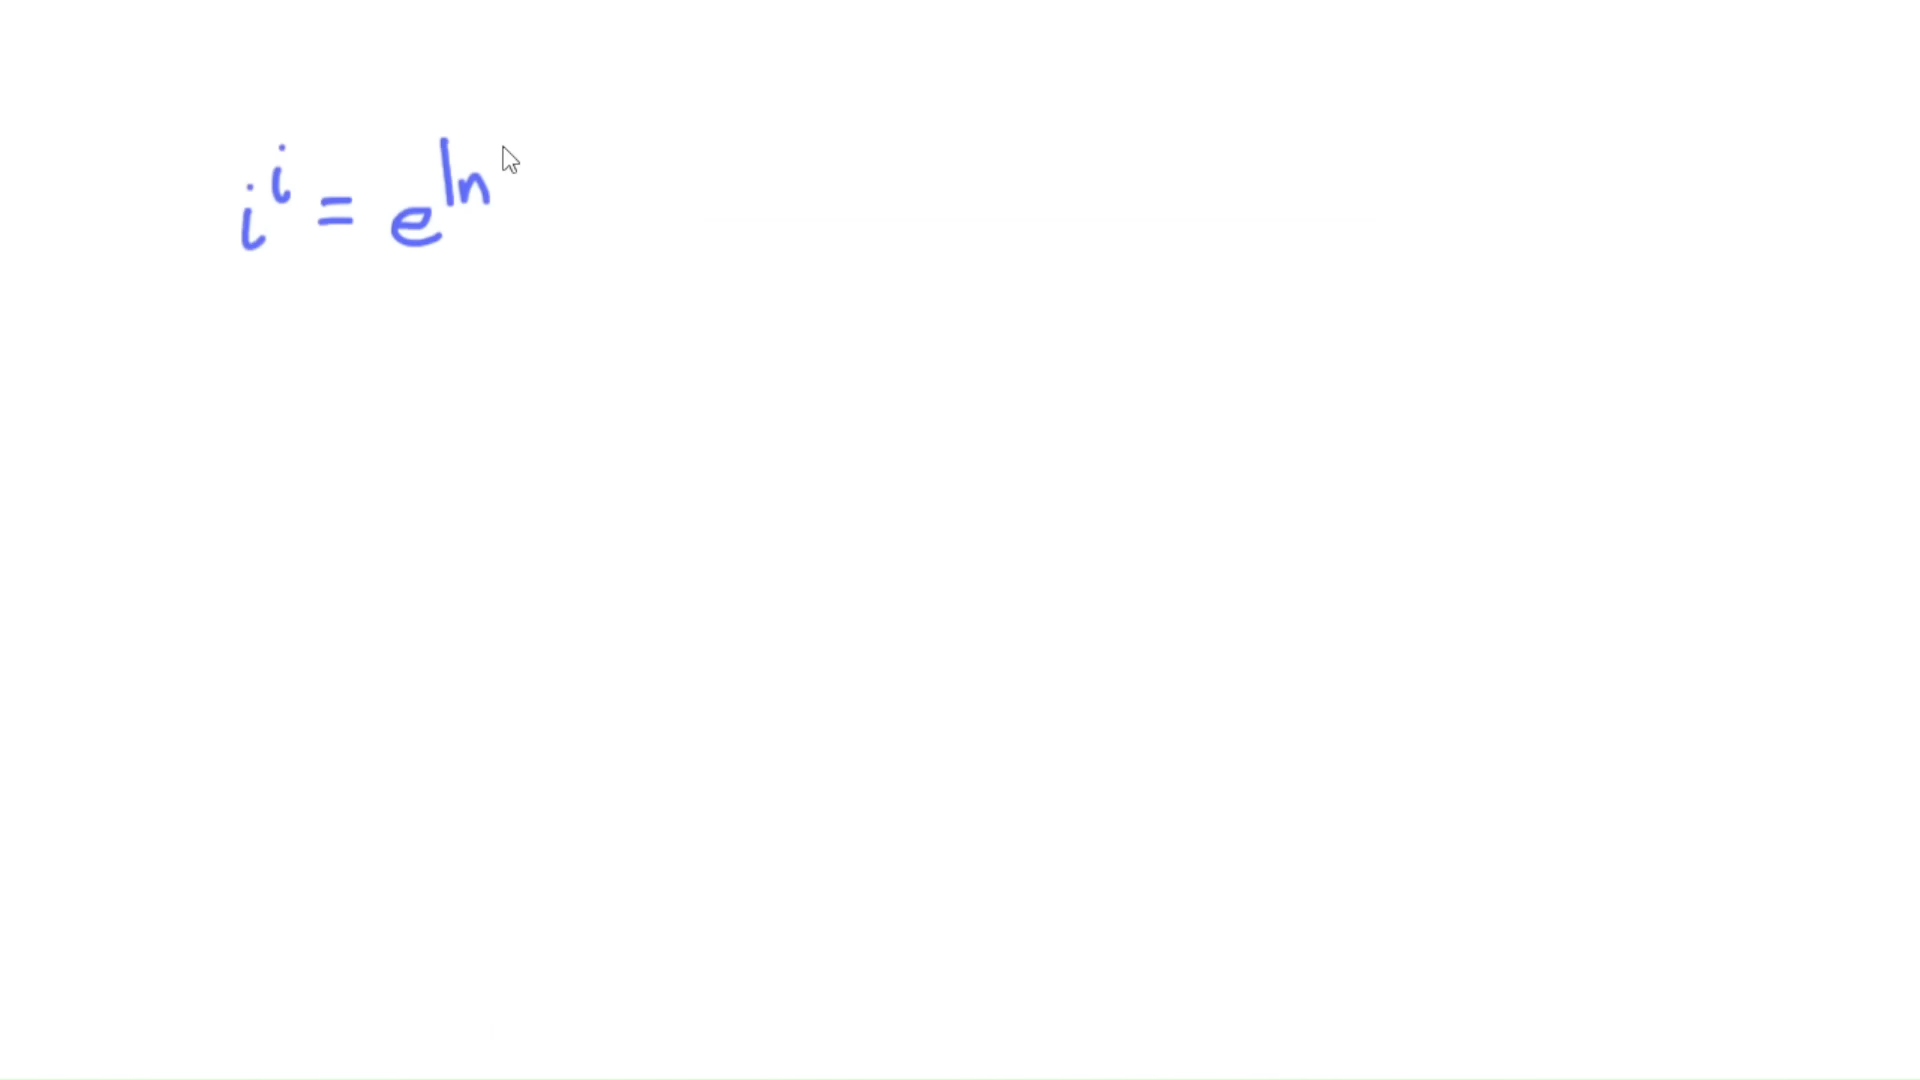 i^i = e^ln